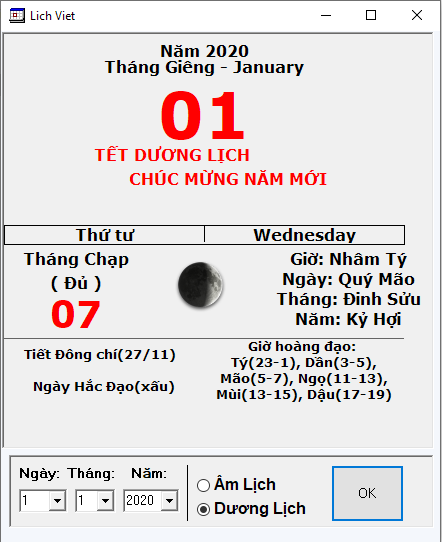 Lich Viet
Năm 2020
Tháng Giêng - January
01
TẾT DƯƠNG LỊCH
CHÚC MỪNG NĂM MỚI
Thứ tư Wednesday
Tháng Chạp
( Đủ )
07
Giờ: Nhâm Tý
Ngày: Quý Mão
Tháng: Đinh Sửu
Năm: Kỷ Hợi
Tiết Đông chí(27/11)
Ngày Hắc Đạo(xấu)
Giờ hoàng đạo:
Tý(23-1), Dần(3-5),
Mão(5-7), Ngọ(11-13),
Mùi(13-15), Dậu(17-19)
Ngày: Tháng: Năm:
1 1 2020
Âm Lịch
Dương Lịch
OK